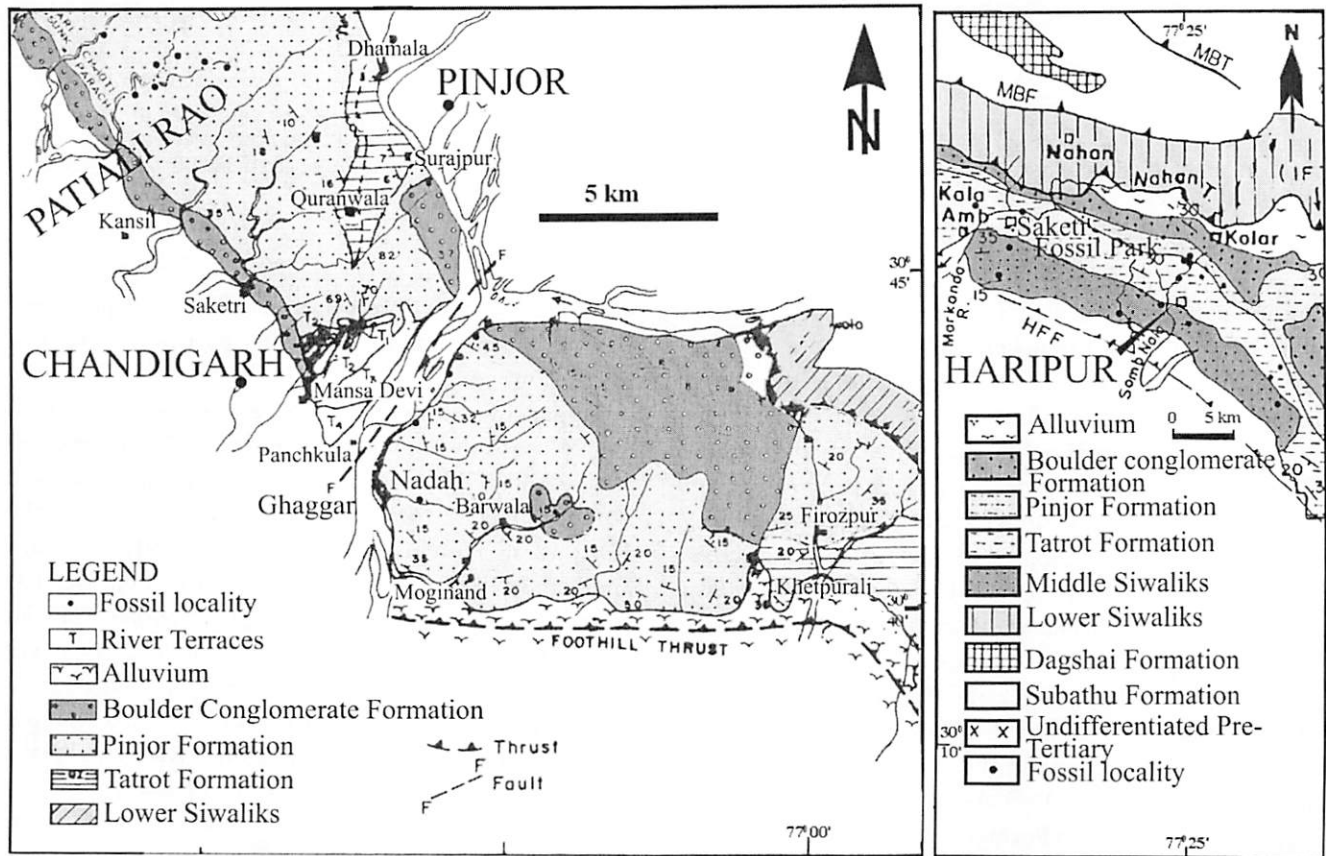 Dhamala
PINJOR
N
PATIALI RAO
Surajpur
5 km
Quranwala
Kansil
30°
45'
Saketri
CHANDIGARH
Mansa Devi
Panchkula
Ghaggar
Nadah
Barwala
Firozpur
Moginand
Khetpurali
30°
FOOTHILL THRUST
LEGEND
Fossil locality
T River Terraces
Alluvium
Boulder Conglomerate Formation
Pinjor Formation
Tatrot Formation
Lower Siwaliks
Thrust
F
Fault
F
77°00'
77°25'
N
MBT
MBF
Nahan
Nahan T
Kala
Amb
Saketi
Fossil Park
Kolar
Markanda
R.
HFF
Somb Nadi
HARIPUR
0 5 km
Alluvium
Boulder conglomerate
Formation
Pinjor Formation
Tatrot Formation
Middle Siwaliks
Lower Siwaliks
Dagshai Formation
Subathu Formation
x x Undifferentiated Pre-
Tertiary
Fossil locality
30°
10'
77°25'